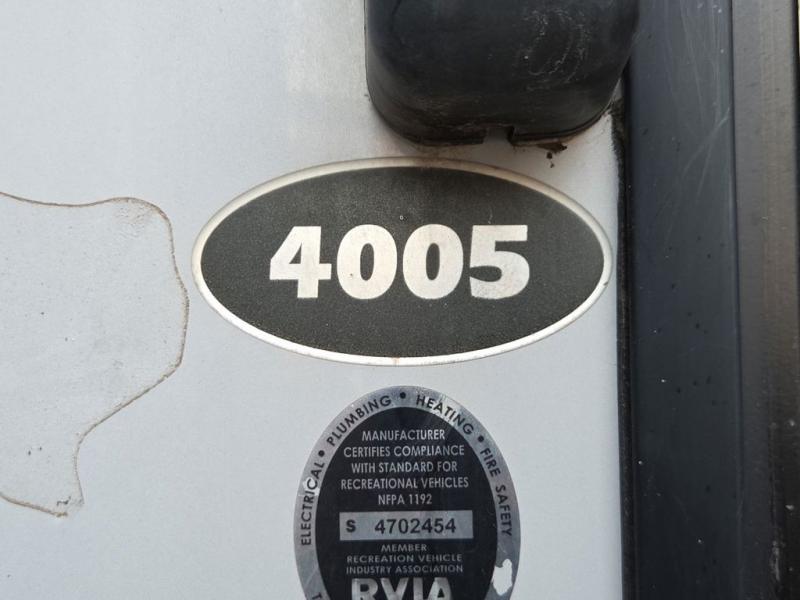 4005
ELECTRICAL • PLUMBING • HEATING • FIRE SAFETY
MANUFACTURER
CERTIFIES COMPLIANCE
WITH STANDARD FOR
RECREATIONAL VEHICLES
NFPA 1192
S 4702454
MEMBER
RECREATION VEHICLE
INDUSTRY ASSOCIATION
RVIA